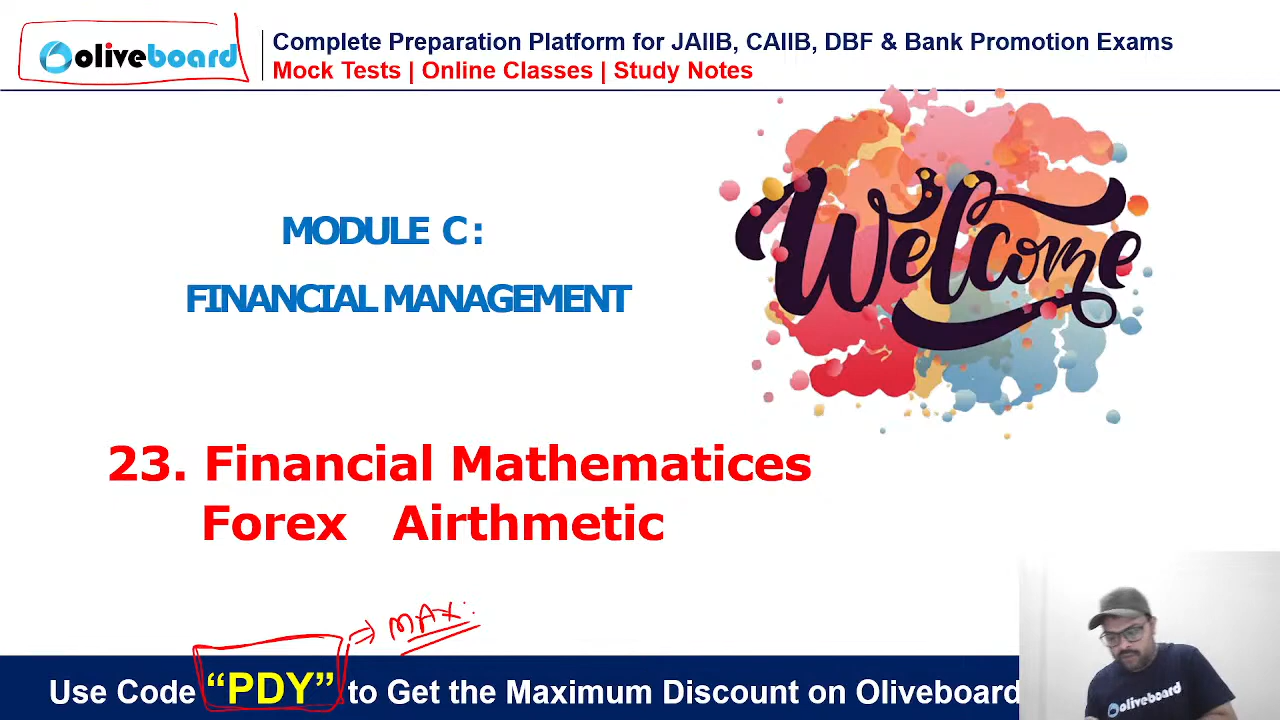 oliveboard
Complete Preparation Platform for JAIIB, CAIIB, DBF & Bank Promotion Exams
Mock Tests | Online Classes | Study Notes
Welcome
MODULE C:
FINANCIAL MANAGEMENT
23. Financial Mathematices
Forex Airthmetic
MAX:
Use Code “PDY” to Get the Maximum Discount on Oliveboard
oliveboard